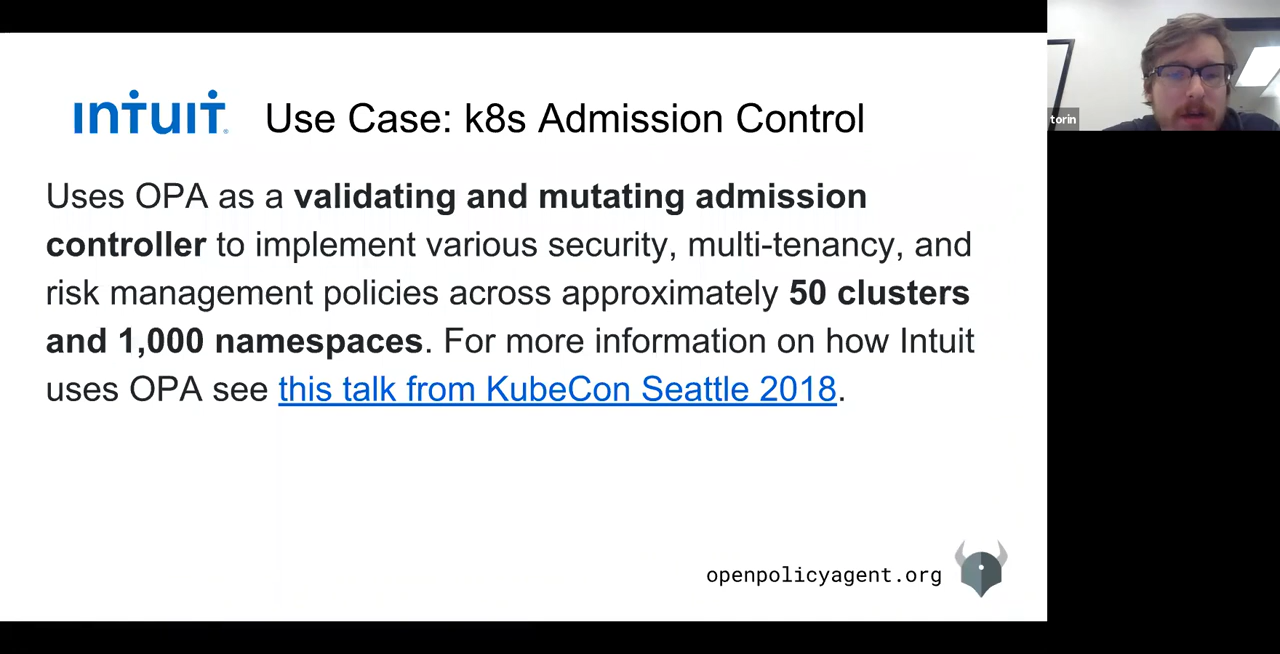 INTUIT
Use Case: k8s Admission Control
Uses OPA as a validating and mutating admission
controller to implement various security, multi-tenancy, and
risk management policies across approximately 50 clusters
and 1,000 namespaces. For more information on how Intuit
uses OPA see this talk from KubeCon Seattle 2018.
openpolicyagent.org
torin